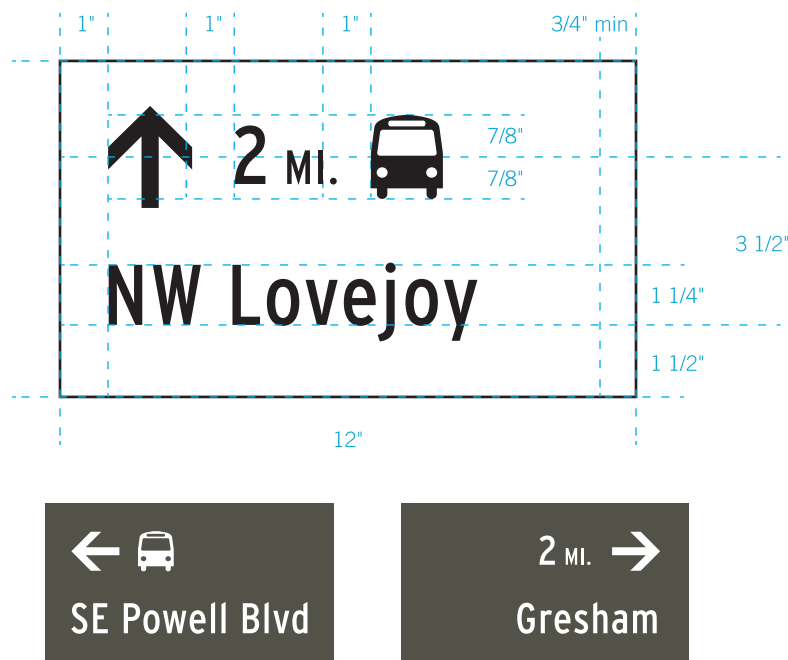 1" 1" 1" 3/4" min
2 MI.
7/8"
7/8"
3 1/2"
NW Lovejoy
1 1/4"
1 1/2"
12"
SE Powell Blvd
2 MI.
Gresham